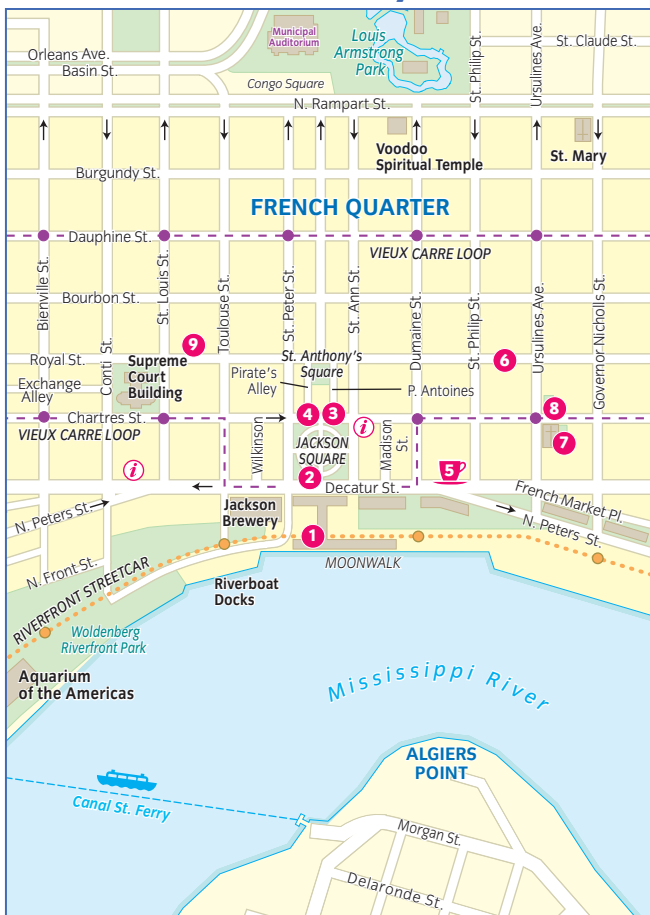 Municipal
Auditorium
Louis
Armstrong
Park
St. Philip St.
Ursulines Ave.
St. Claude St.
Orleans Ave.
Basin St.
Congo Square
N. Rampart St.
Voodoo
Spiritual Temple
St. Mary
Burgundy St.
FRENCH QUARTER
Dauphine St.
VIEUX CARRE LOOP
Bienville St.
Conti St.
St. Louis St.
Toulouse St.
St. Peter St.
St. Ann St.
Dumaine St.
St. Philip St.
Ursulines Ave.
Governor Nicholls St.
Bourbon St.
9
6
Royal St.
Supreme
Court
Building
St. Anthony's
Square
Pirate's
Alley
P. Antoines
Exchange
Alley
Chartres St.
VIEUX CARRE LOOP
4
3
8
7
i
Wilkinson
JACKSON
SQUARE
Madison
St.
i
2
5
Decatur St.
N. Peters St.
Jackson
Brewery
French Market Pl.
N. Peters St.
1
MOONWALK
N. Front St.
RIVERFRONT STREETCAR
Riverboat
Docks
Woldenberg
Riverfront Park
Aquarium
of the Americas
Mississippi River
ALGIERS
POINT
Canal St. Ferry
Morgan St.
Delaronde St.